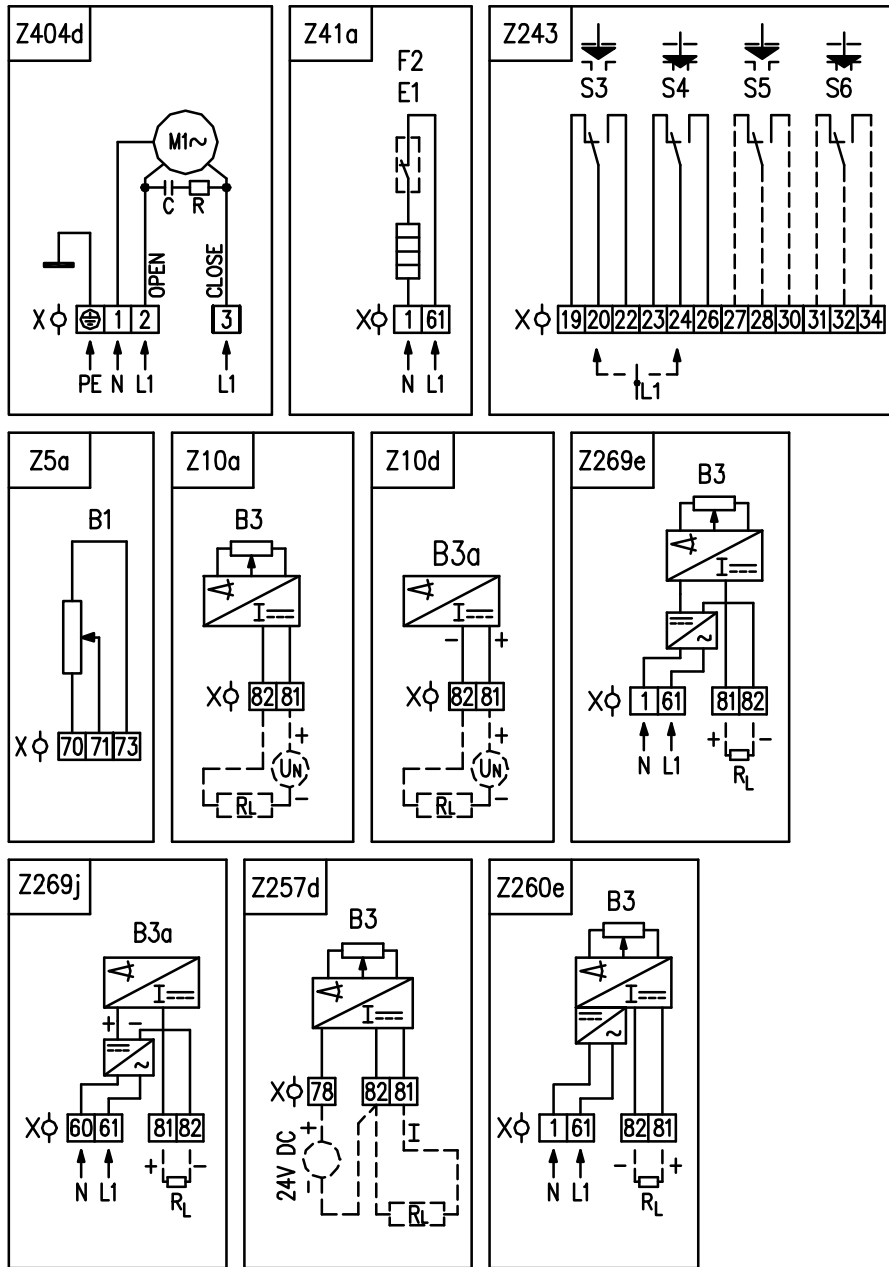 Z404d
M1~
C R
OPEN
CLOSE
X 1 2 3
PE N L1 L1
Z41a
F2
E1
X 1 61
N L1
Z243
S3 S4 S5 S6
X 19 20 22 23 24 26 27 28 30 31 32 34
L1
Z5a
B1
X 70 71 73
Z10a
B3
I
X 82 81
+
UN
RL −
Z10d
B3a
I
− +
X 82 81
+
UN
RL −
Z269e
B3
I
~
X 1 61 81 82
+ −
N L1 RL
Z269j
B3a
I
+ −
~
X 60 61 81 82
+ −
N L1 RL
Z257d
B3
I
X 78 82 81
+ I
24V DC
−
RL
Z260e
B3
I
~
X 1 61 82 81
− +
N L1 RL